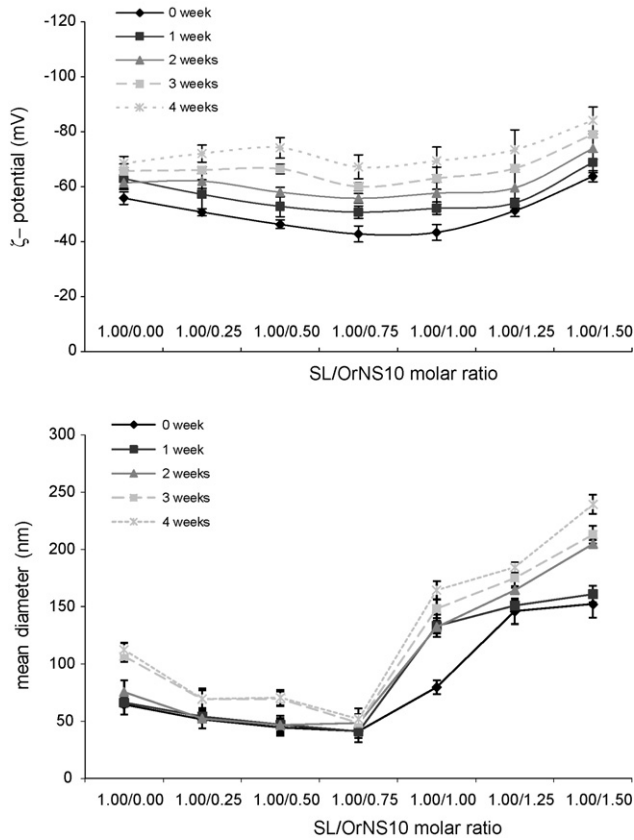 -120
-100
-80
-60
-40
-20
0
ζ– potential (mV)
0 week
1 week
2 weeks
3 weeks
4 weeks
1.00/0.00 1.00/0.25 1.00/0.50 1.00/0.75 1.00/1.00 1.00/1.25 1.00/1.50
SL/OrNS10 molar ratio
0 week
1 week
2 weeks
3 weeks
4 weeks
300
250
200
150
100
50
0
mean diameter (nm)
1.00/0.00 1.00/0.25 1.00/0.50 1.00/0.75 1.00/1.00 1.00/1.25 1.00/1.50
SL/OrNS10 molar ratio